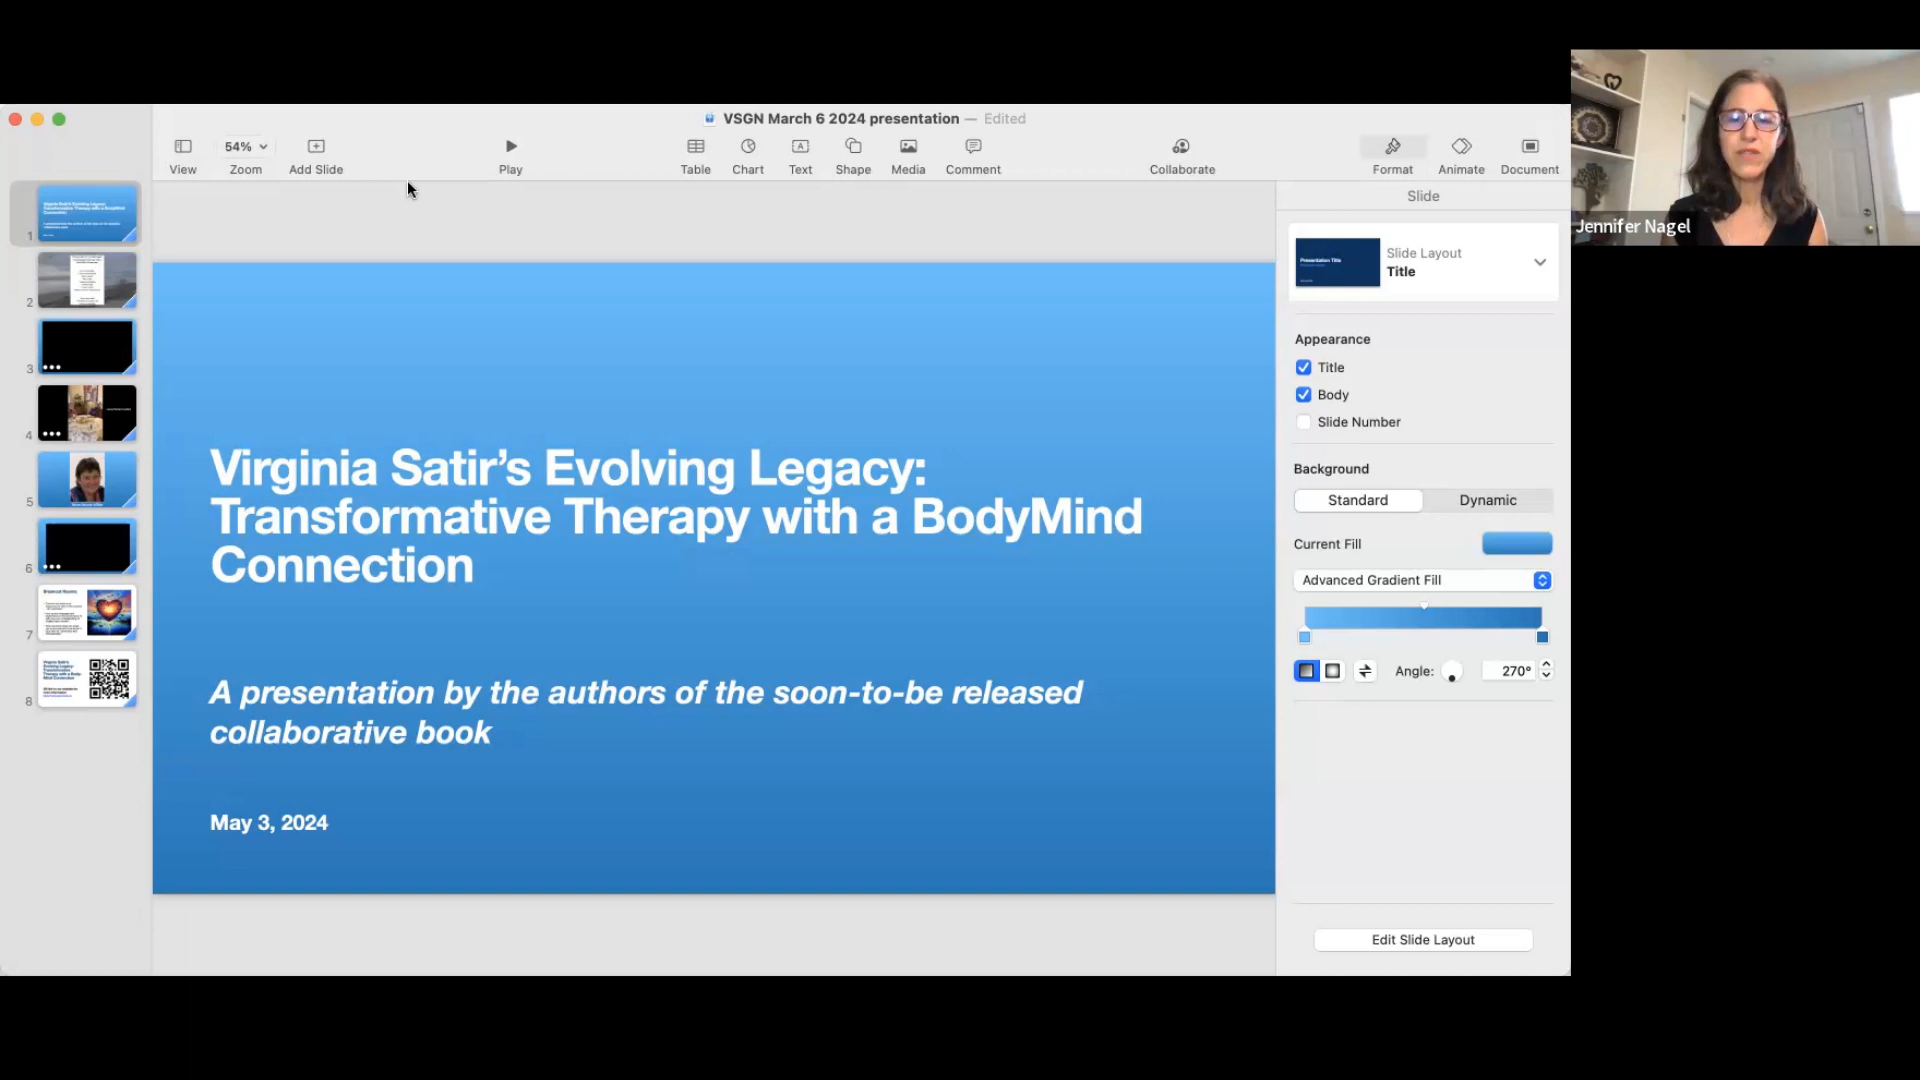 VSGN March 6 2024 presentation — Edited
54%
View
Zoom
Add Slide
Play
Table
Chart
Text
Shape
Media
Comment
Collaborate
Format
Animate
Document
Jennifer Nagel
1
2
3
4
5
6
7
8
Virginia Satir’s Evolving Legacy:
Transformative Therapy with a BodyMind
Connection
A presentation by the authors of the soon-to-be released
collaborative book
May 3, 2024
Slide
Slide Layout
Title
Presentation Title
Appearance
Title
Body
Slide Number
Background
Standard
Dynamic
Current Fill
Advanced Gradient Fill
Angle:
270°
Edit Slide Layout